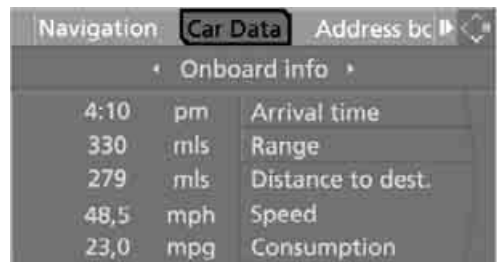 Navigation Car Data Address bo
Onboard info
4:10 pm Arrival time
330 mls Range
279 mls Distance to dest.
48,5 mph Speed
23,0 mpg Consumption